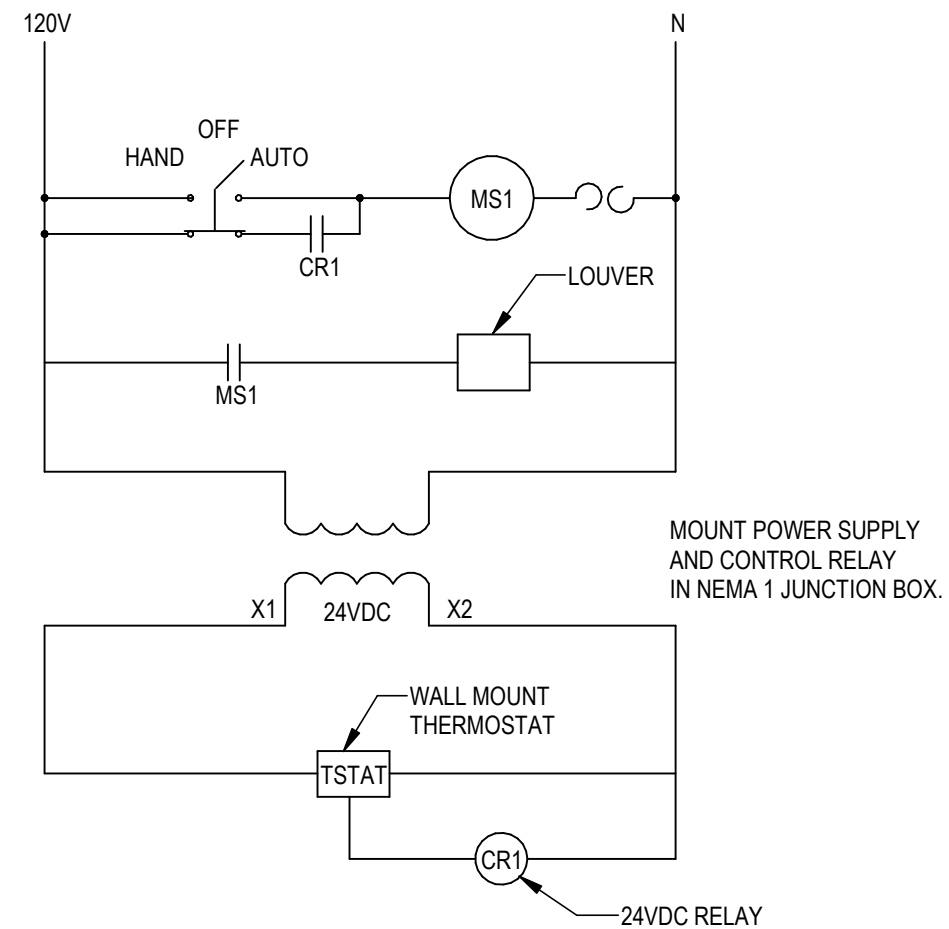 120V
N
OFF
HAND
AUTO
MS1
CR1
LOUVER
MS1
MOUNT POWER SUPPLY
AND CONTROL RELAY
IN NEMA 1 JUNCTION BOX.
X1
24VDC
X2
WALL MOUNT
THERMOSTAT
TSTAT
CR1
24VDC RELAY